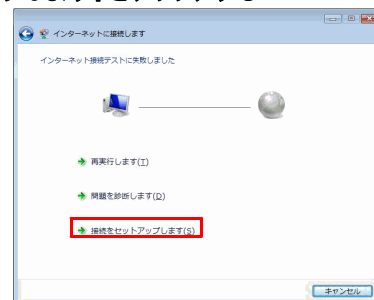 インターネットに接続します
インターネット接続テストに失敗しました
再実行します(T)
問題を診断します(D)
接続をセットアップします(S)
キャンセル